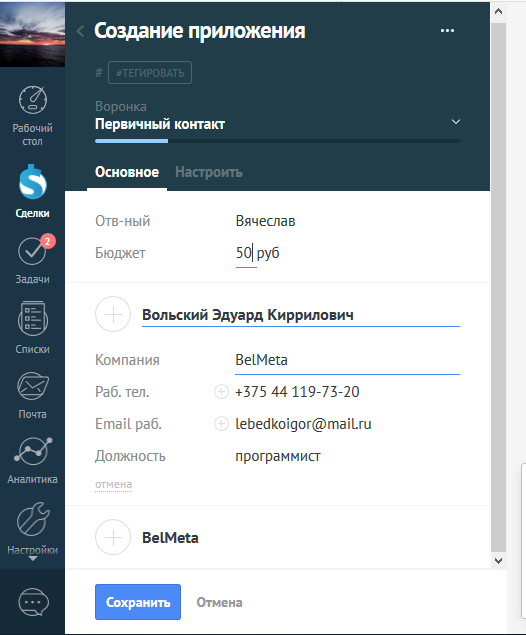 Создание приложения
...
# #ТЕГИРОВАТЬ
Воронка
Первичный контакт
Основное Настроить
Рабочий
стол
Сделки
2
Задачи
Списки
Почта
Аналитика
Настройки
Отв-ный Вячеслав
Бюджет 50 руб
Вольский Эдуард Киррилович
Компания BelMeta
Раб. тел. +375 44 119-73-20
Email раб. lebedkoigor@mail.ru
Должность программист
отмена
BelMeta
Сохранить Отмена